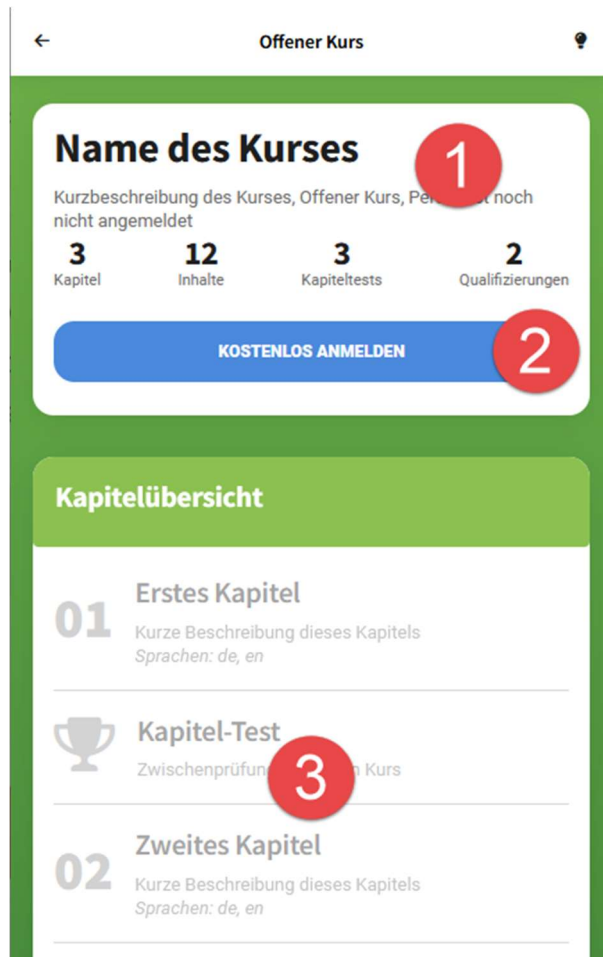 Offener Kurs
Name des Kurses
1
Kurzbeschreibung des Kurses, Offener Kurs, noch
nicht angemeldet
3 12 3 2
Kapitel Inhalte Kapiteltests Qualifizierungen
KOSTENLOS ANMELDEN
2
Kapitelübersicht
01
Erstes Kapitel
Kurze Beschreibung dieses Kapitels
Sprachen: de, en
Kapitel-Test
Kurs
3
02
Zweites Kapitel
Kurze Beschreibung dieses Kapitels
Sprachen: de, en